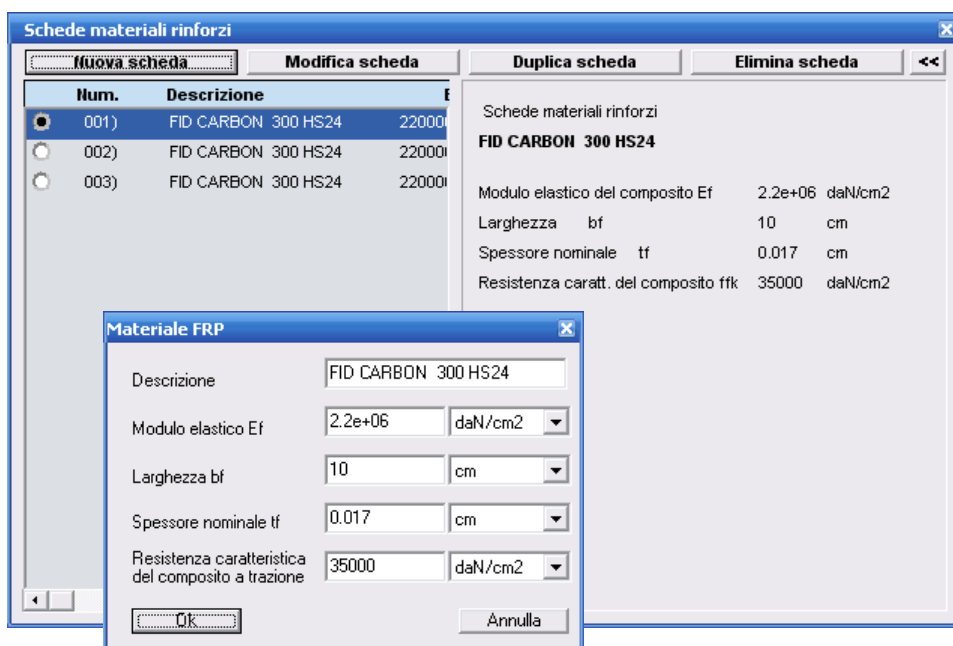 Schede materiali rinforzi
Nuova scheda Modifica scheda Duplica scheda Elimina scheda <<
Num. Descrizione
001) FID CARBON 300 HS24 22000
002) FID CARBON 300 HS24 22000
003) FID CARBON 300 HS24 22000
Schede materiali rinforzi
FID CARBON 300 HS24
Modulo elastico del composito Ef 2.2e+06 daN/cm2
Larghezza bf 10 cm
Spessore nominale tf 0.017 cm
Resistenza caratt. del composito ffk 35000 daN/cm2
Materiale FRP
Descrizione FID CARBON 300 HS24
Modulo elastico Ef 2.2e+06 daN/cm2
Larghezza bf 10 cm
Spessore nominale tf 0.017 cm
Resistenza caratteristica
del composito a trazione 35000 daN/cm2
Ok Annulla